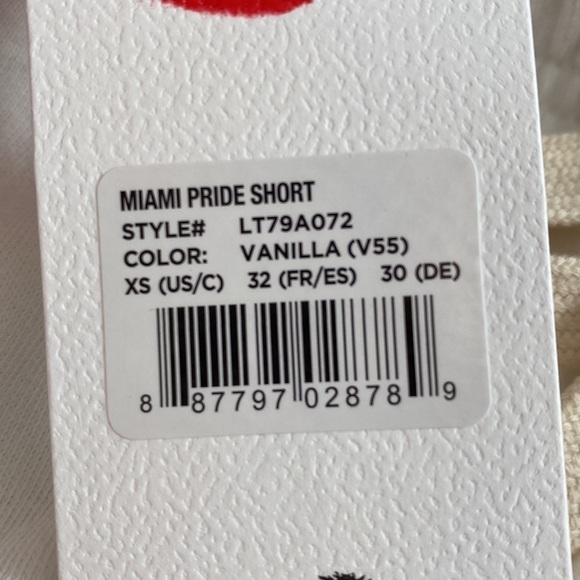 MIAMI PRIDE SHORT
STYLE# LT79A072
COLOR: VANILLA (V55)
XS (US/C) 32 (FR/ES) 30 (DE)
8 87797 02878 9